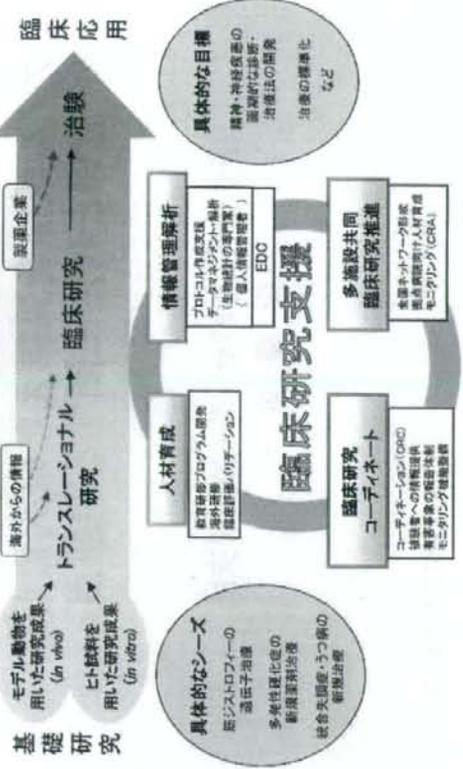 基礎研究
モデル動物を
用いた研究成果
(in vivo)
ヒト試料を
用いた研究成果
(in vitro)
海外からの情報
トランスレーショナル
研究
臨床研究
製薬企業
治験
臨床応用
具体的なシーズ
筋ジストロフィーの
遺伝子治療
多発性硬化症の
新規薬剤治療
統合失調症・うつ病の
新規治療
人材育成
教育研修プログラム開発
海外研修
臨床評価バリデーション
情報管理解析
プロトコル作成支援
データマネジメント・解析
(生物統計の専門家)
(個人情報管理者)
EDC
臨床研究支援
臨床研究
コーディネート
コーディネーション(CRC)
被験者への情報提供
有害事象の報告体制
モニタリング
多施設共同
臨床研究推進
全国ネットワーク形成
拠点病院向け人材育成
モニタリング(CRA)
具体的な目標
精神・神経疾患の
画期的な診断・
治療法の開発
治療の標準化
など